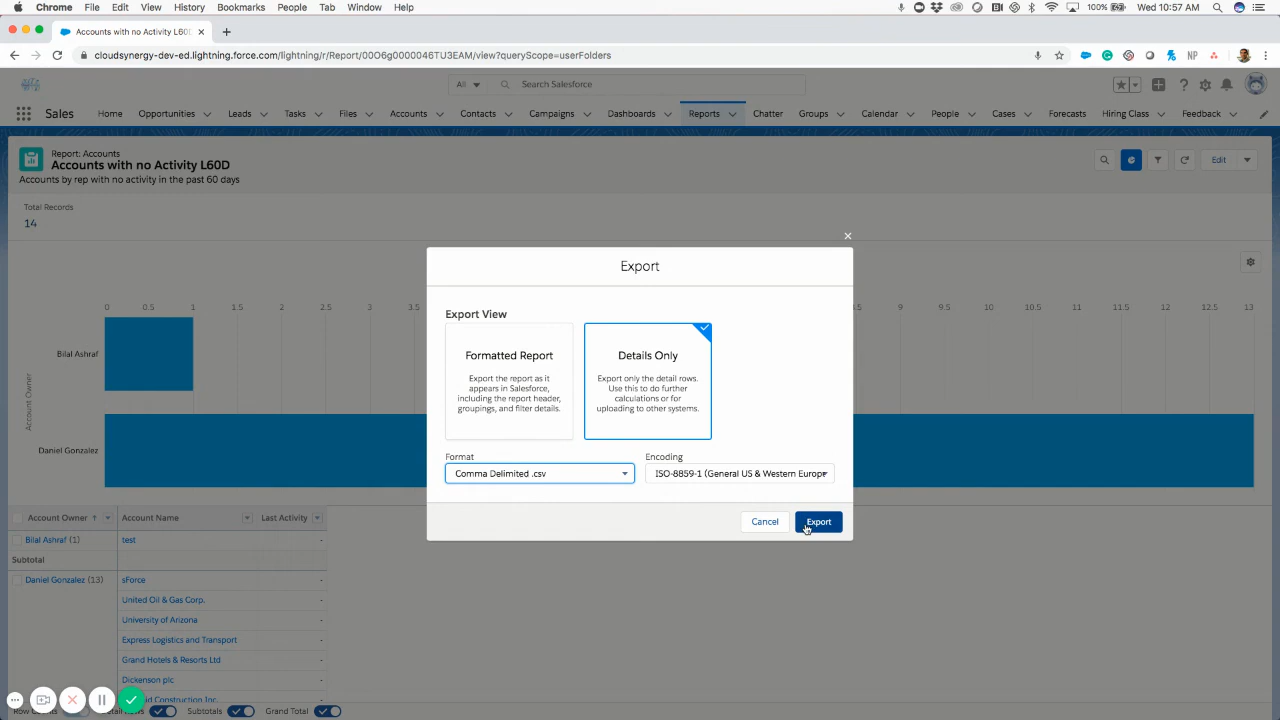 Chrome File Edit View History Bookmarks People Tab Window Help 100% Wed 10:57 AM
Accounts with no Activity L60D
cloudsynergy-dev-ed.lightning.force.com/lightning/r/Report/00O6g0000046TU3EAM/view?queryScope=userFolders
NP
All Search Salesforce
Sales Home Opportunities Leads Tasks Files Accounts Contacts Campaigns Dashboards Reports Chatter Groups Calendar People Cases Forecasts Hiring Class Feedback
Report: Accounts
Accounts with no Activity L60D
Accounts by rep with no activity in the past 60 days
Edit
Total Records
14
Export
0 0.5 1 1.5 2 2.5 3 3.5 9 9.5 10 10.5 11 11.5 12 12.5 13
Export View
Formatted Report
Export the report as it
appears in Salesforce,
including the report header,
groupings, and filter details.
Details Only
Export only the detail rows.
Use this to do further
calculations or for
uploading to other systems.
Account Owner
Bilal Ashraf
Daniel Gonzalez
Format
Comma Delimited .csv
Encoding
ISO-8859-1 (General US & Western Europe
Cancel Export
Account Owner ↑ Account Name Last Activity
Bilal Ashraf (1) test -
Subtotal
Daniel Gonzalez (13) sForce -
United Oil & Gas Corp. -
University of Arizona -
Express Logistics and Transport -
Grand Hotels & Resorts Ltd -
Dickenson plc -
Construction Inc. -
Row Counts Detail Rows Subtotals Grand Total